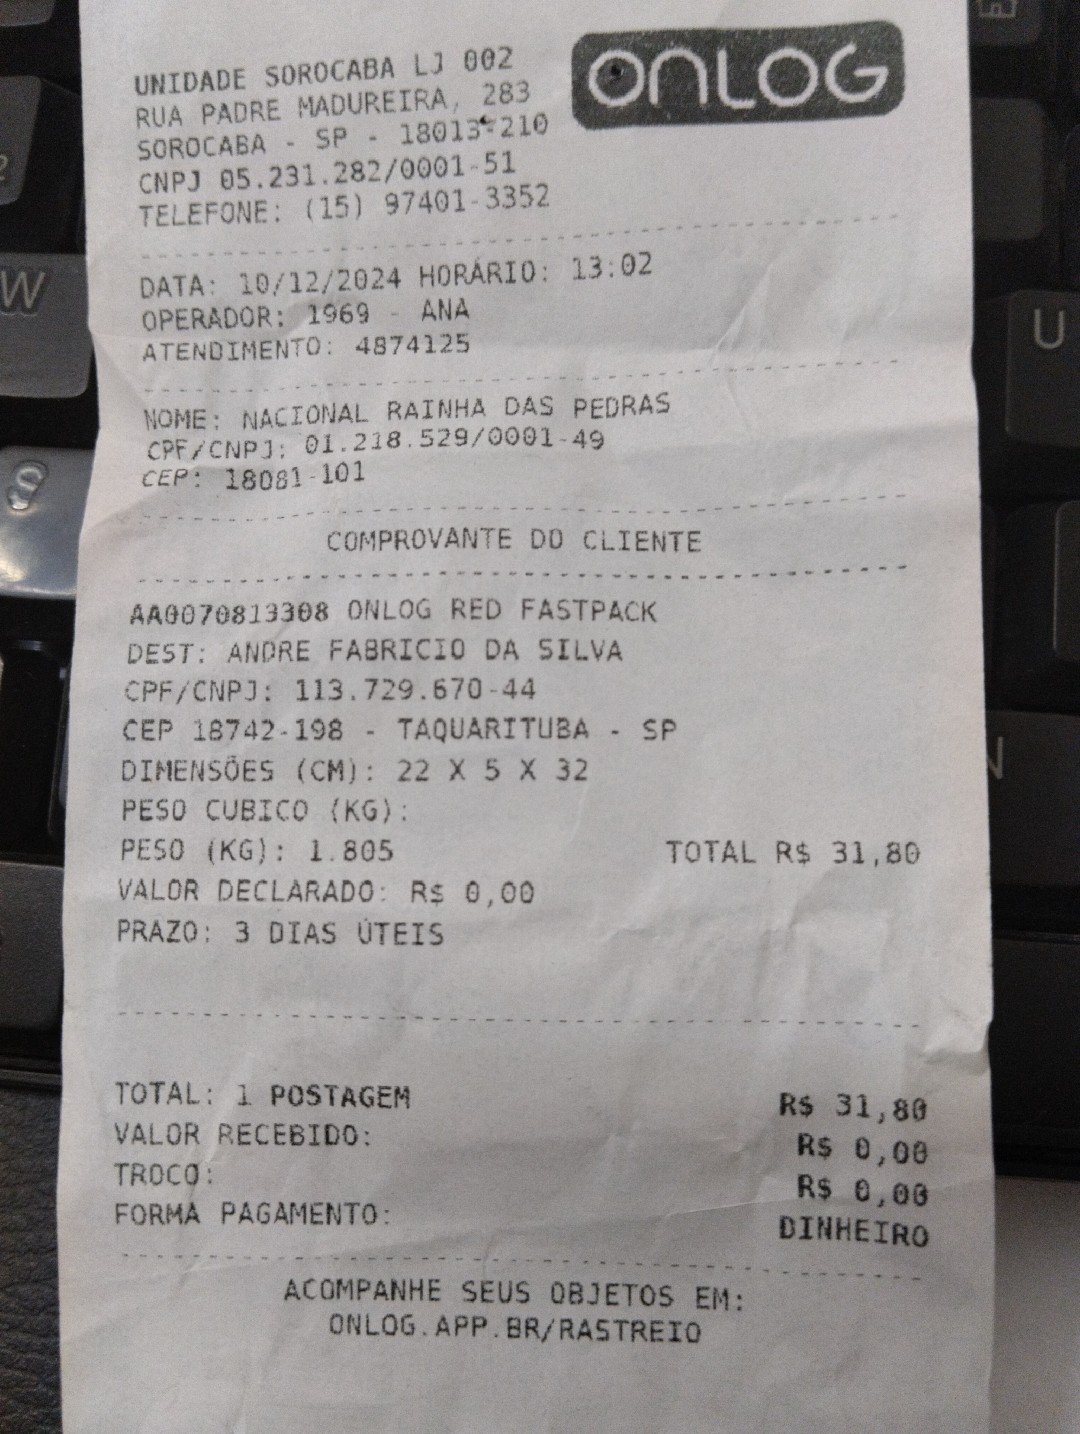 UNIDADE SOROCABA LJ 002
ONLOG
RUA PADRE MADUREIRA, 283
SOROCABA - SP - 18013-210
CNPJ 05.231.282/0001-51
TELEFONE: (15) 97401-3352
DATA: 10/12/2024 HORÁRIO: 13:02
OPERADOR: 1969 - ANA
ATENDIMENTO: 4874125
NOME: NACIONAL RAINHA DAS PEDRAS
CPF/CNPJ: 01.218.529/0001-49
CEP: 18081-101
COMPROVANTE DO CLIENTE
AA0070813308 ONLOG RED FASTPACK
DEST: ANDRE FABRICIO DA SILVA
CPF/CNPJ: 113.729.670-44
CEP 18742-198 - TAQUARITUBA - SP
DIMENSÕES (CM): 22 X 5 X 32
PESO CUBICO (KG):
PESO (KG): 1.805 TOTAL R$ 31,80
VALOR DECLARADO: R$ 0,00
PRAZO: 3 DIAS ÚTEIS
TOTAL: 1 POSTAGEM R$ 31,80
VALOR RECEBIDO: R$ 0,00
TROCO: R$ 0,00
FORMA PAGAMENTO: DINHEIRO
ACOMPANHE SEUS OBJETOS EM:
ONLOG.APP.BR/RASTREIO
W
S
U
N
2